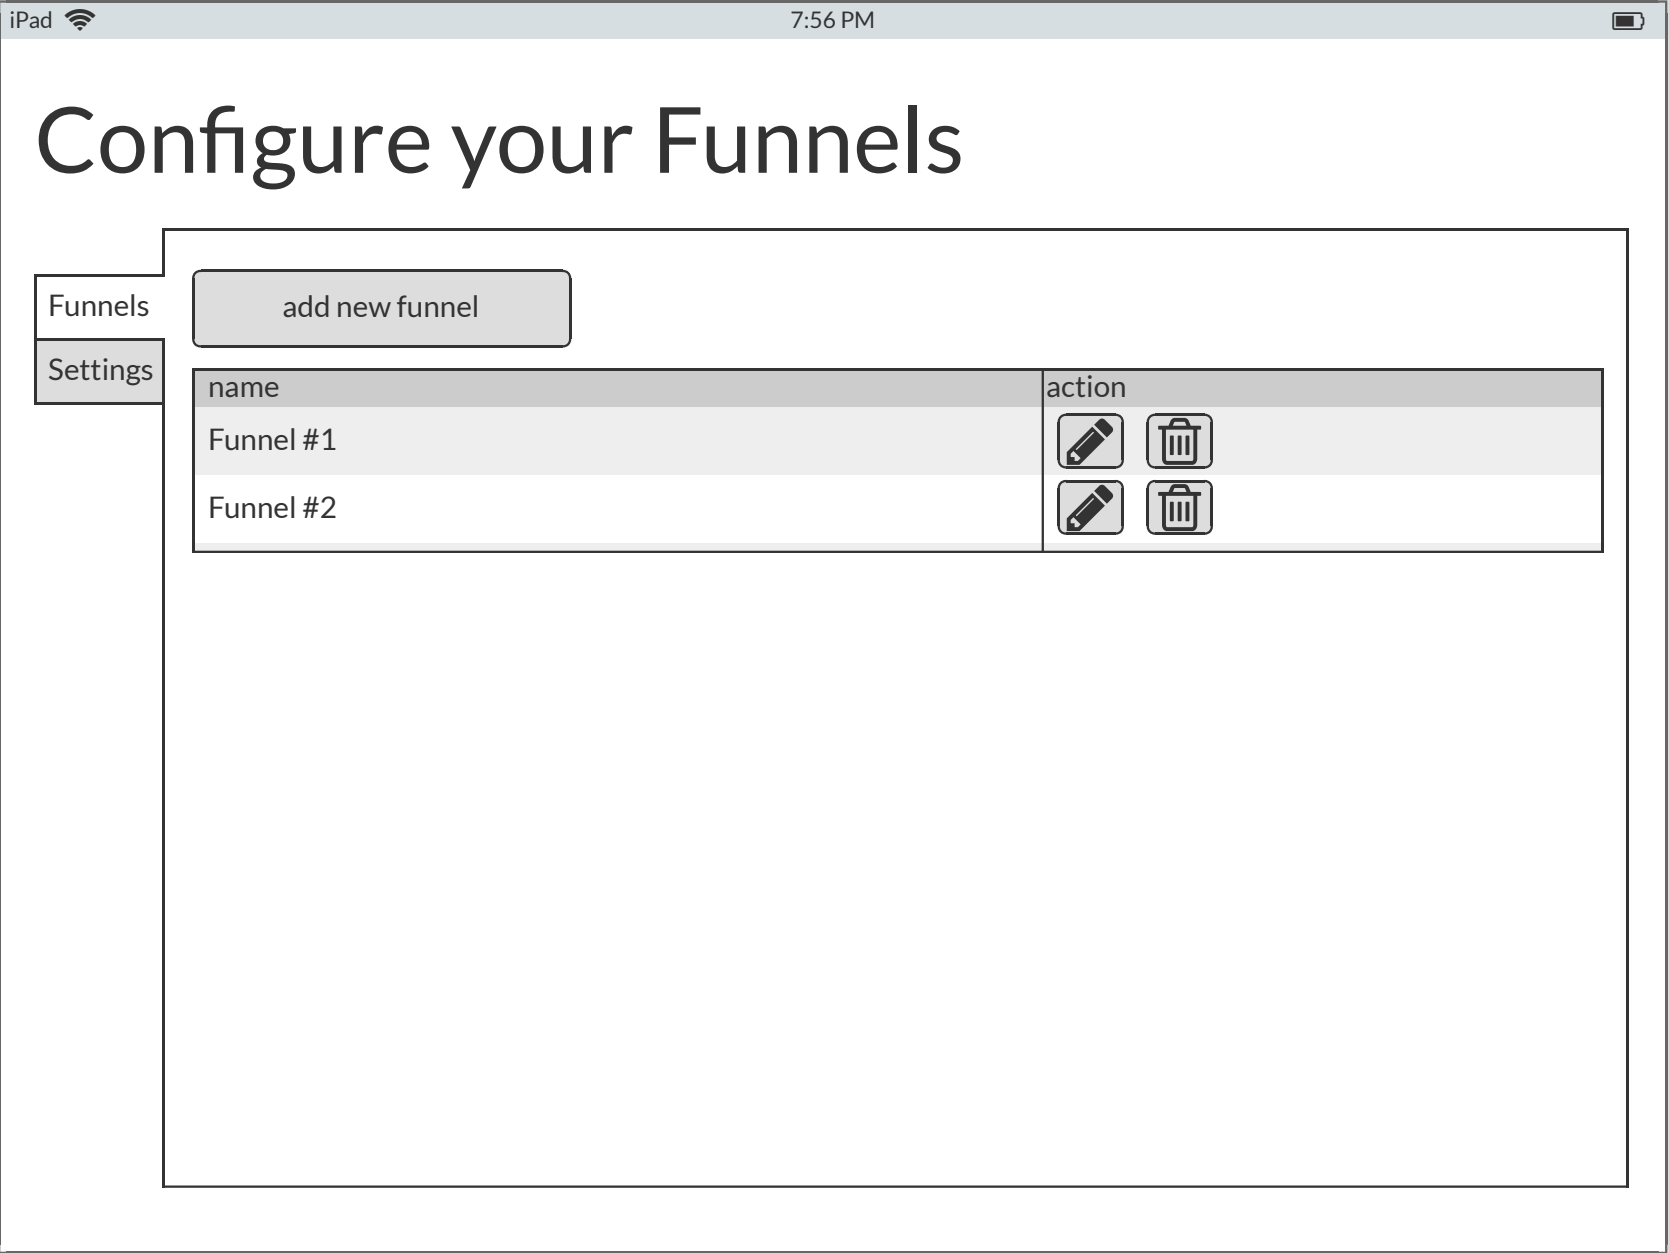 iPad
7:56 PM
Configure your Funnels
Funnels
Settings
add new funnel
name
action
Funnel #1
Funnel #2